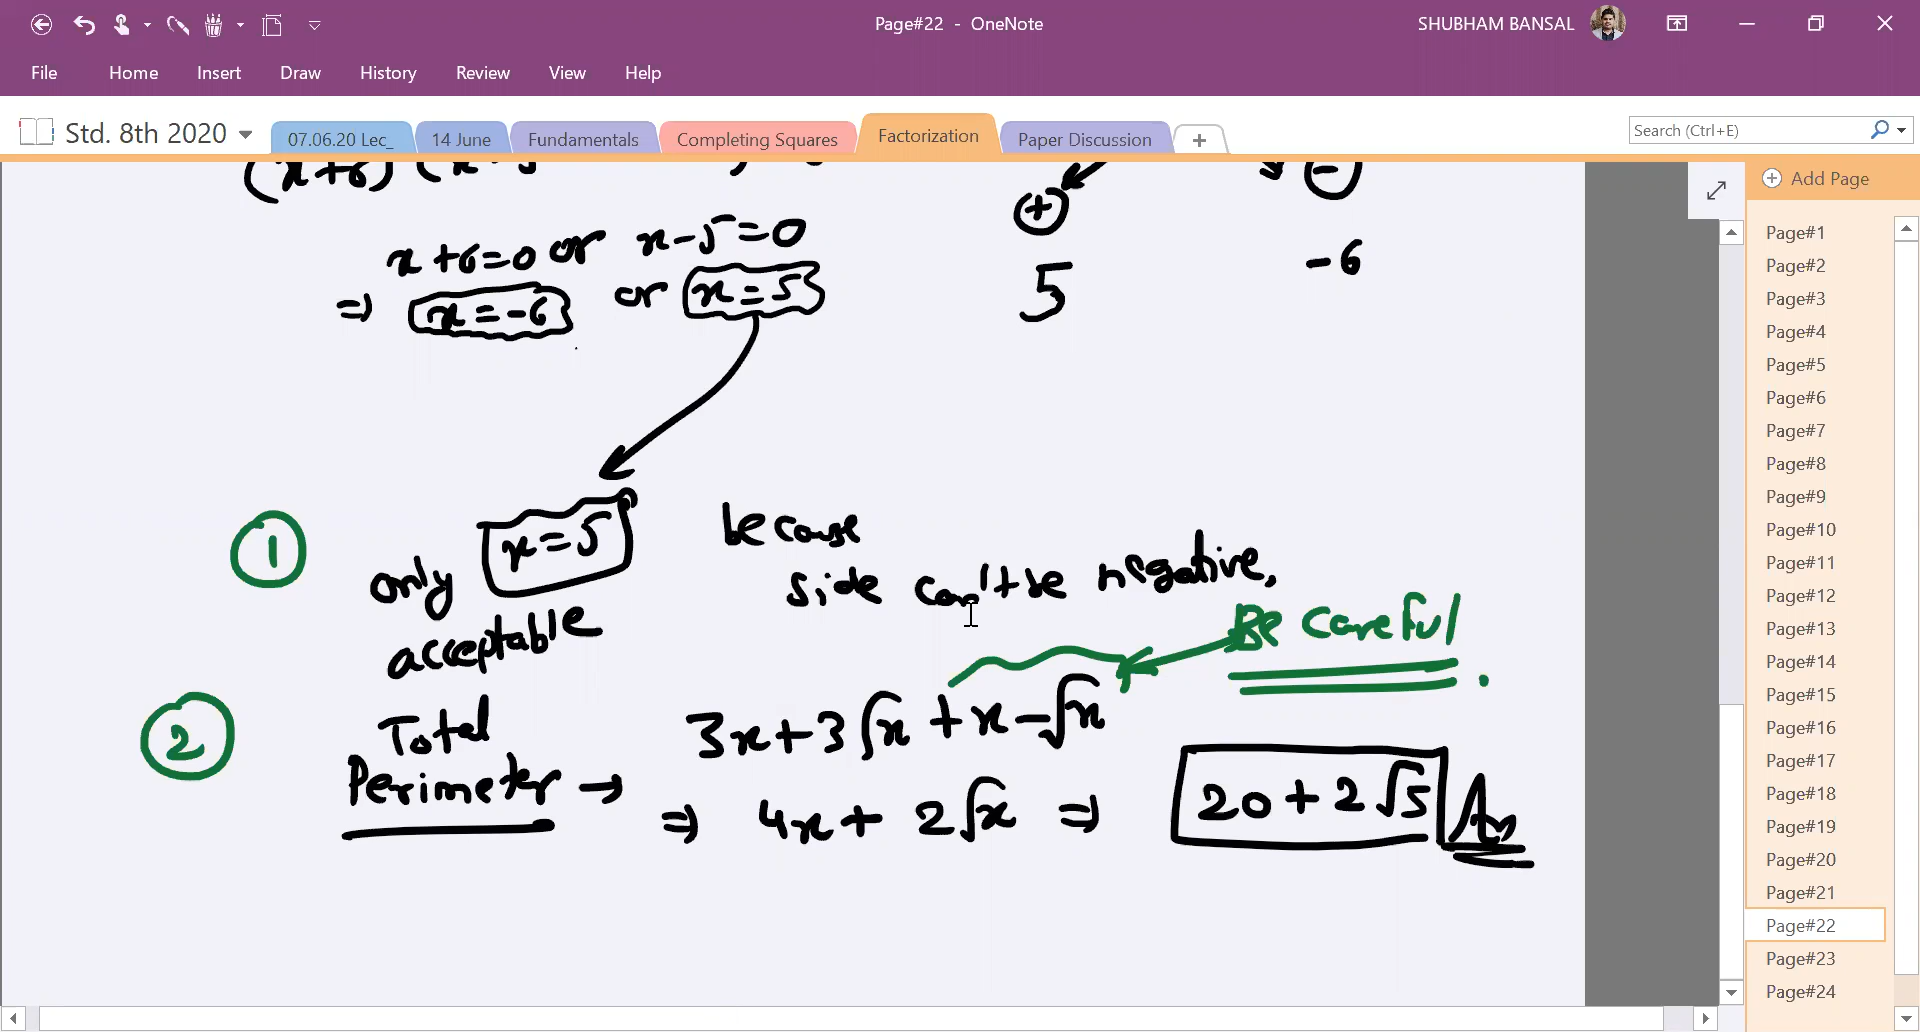 Page#22 - OneNote
SHUBHAM BANSAL
File Home Insert Draw History Review View Help
Std. 8th 2020
07.06.20 Lec_
14 June
Fundamentals
Completing Squares
Factorization
Paper Discussion
+
Search (Ctrl+E)
Add Page
x+6=0 or x-5=0
⇒ x=-6 or x=5
+
5
-
-6
1
only x=5
acceptable
because
side can't be negative,
Be Careful.
2
Total
Perimeter →
3x+3√x+x-√x
⇒ 4x+2√x ⇒ 20+2√5 Ans
Page#1
Page#2
Page#3
Page#4
Page#5
Page#6
Page#7
Page#8
Page#9
Page#10
Page#11
Page#12
Page#13
Page#14
Page#15
Page#16
Page#17
Page#18
Page#19
Page#20
Page#21
Page#22
Page#23
Page#24